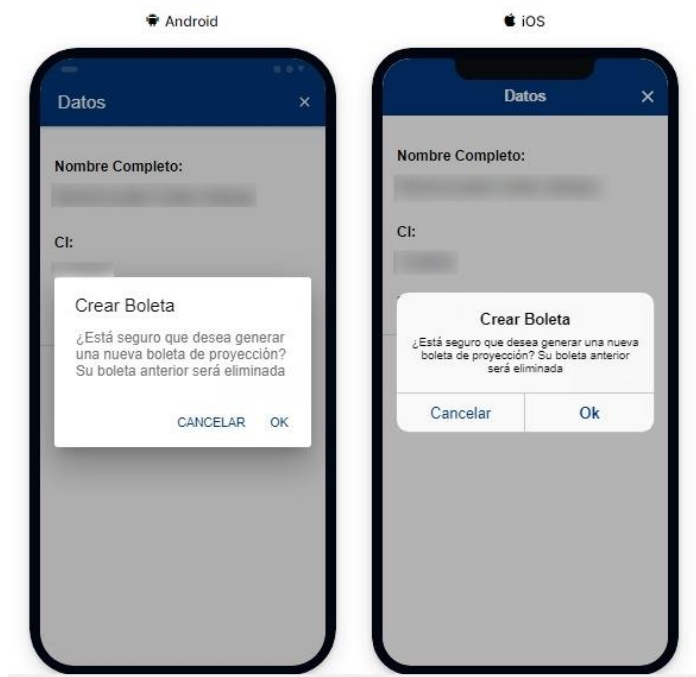 Android
Datos
×
Nombre Completo:
CI:
Crear Boleta
¿Está seguro que desea generar
una nueva boleta de proyección?
Su boleta anterior será eliminada
CANCELAR OK
iOS
Datos
×
Nombre Completo:
CI:
Crear Boleta
¿Está seguro que desea generar una nueva
boleta de proyección? Su boleta anterior
será eliminada
Cancelar Ok